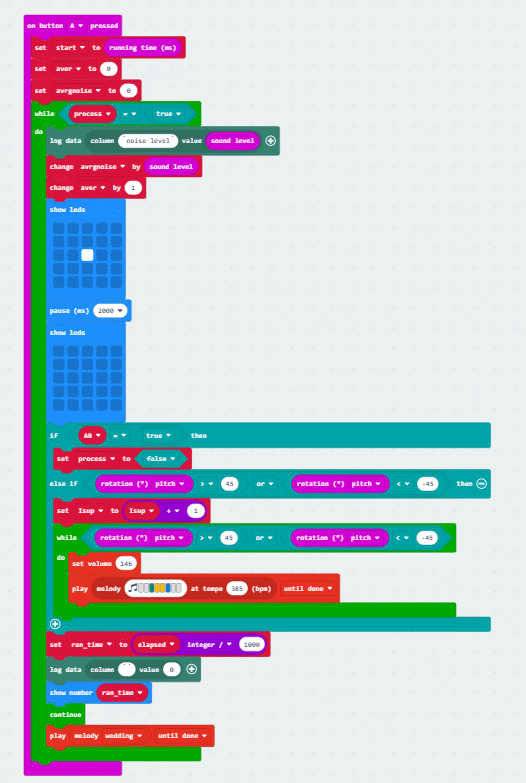 on button A pressed
set start to running time (ms)
set aver to 0
set avrgnoise to 0
while process = true
do
log data column noise level value sound level
change avrgnoise by sound level
change aver by 1
show leds
pause (ms) 2000
show leds
if AB = true then
set process to false
else if rotation (°) pitch > 45 or rotation (°) pitch < -45 then
set Isup to Isup + 1
while rotation (°) pitch > 45 or rotation (°) pitch < -45
do set volume 146
play melody at tempo 385 (bpm) until done
set ran_time to elapsed integer / 1000
log data column value 0
show number ran_time
continue
play melody wedding until done